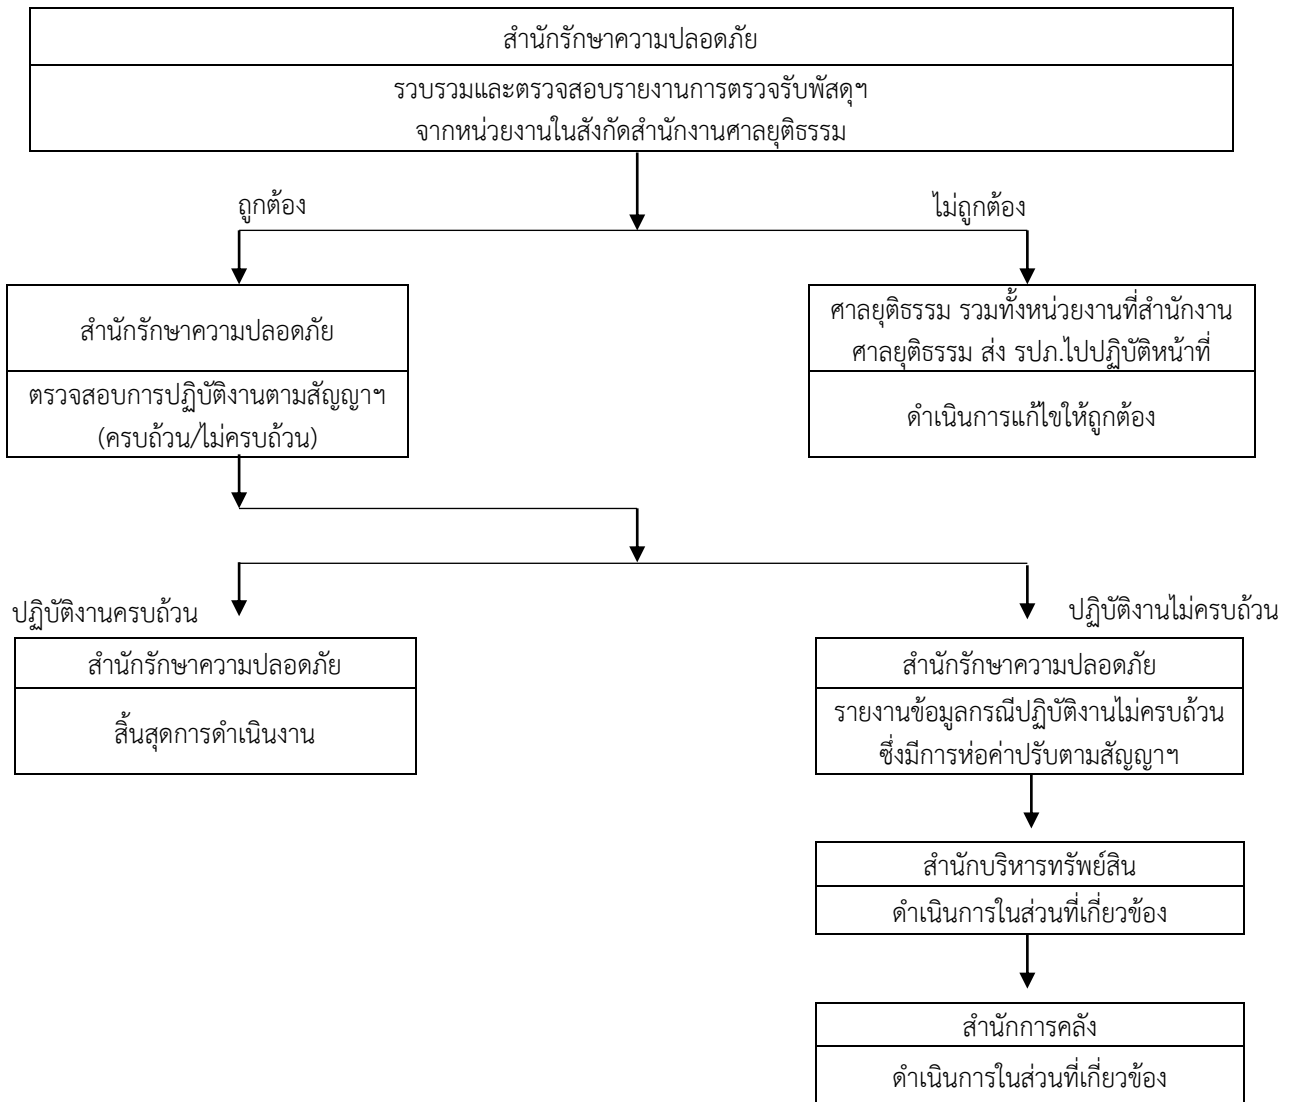 สำนักรักษาความปลอดภัย
รวบรวมและตรวจสอบรายงานการตรวจรับพัสดุฯ
จากหน่วยงานในสังกัดสำนักงานศาลยุติธรรม
ถูกต้อง
ไม่ถูกต้อง
สำนักรักษาความปลอดภัย
ตรวจสอบการปฏิบัติงานตามสัญญาฯ
(ครบถ้วน/ไม่ครบถ้วน)
ศาลยุติธรรม รวมทั้งหน่วยงานที่สำนักงาน
ศาลยุติธรรม ส่ง รปภ.ไปปฏิบัติหน้าที่
ดำเนินการแก้ไขให้ถูกต้อง
ปฏิบัติงานครบถ้วน
สำนักรักษาความปลอดภัย
สิ้นสุดการดำเนินงาน
ปฏิบัติงานไม่ครบถ้วน
สำนักรักษาความปลอดภัย
รายงานข้อมูลกรณีปฏิบัติงานไม่ครบถ้วน
ซึ่งมีการห่อค่าปรับตามสัญญาฯ
สำนักบริหารทรัพย์สิน
ดำเนินการในส่วนที่เกี่ยวข้อง
สำนักการคลัง
ดำเนินการในส่วนที่เกี่ยวข้อง